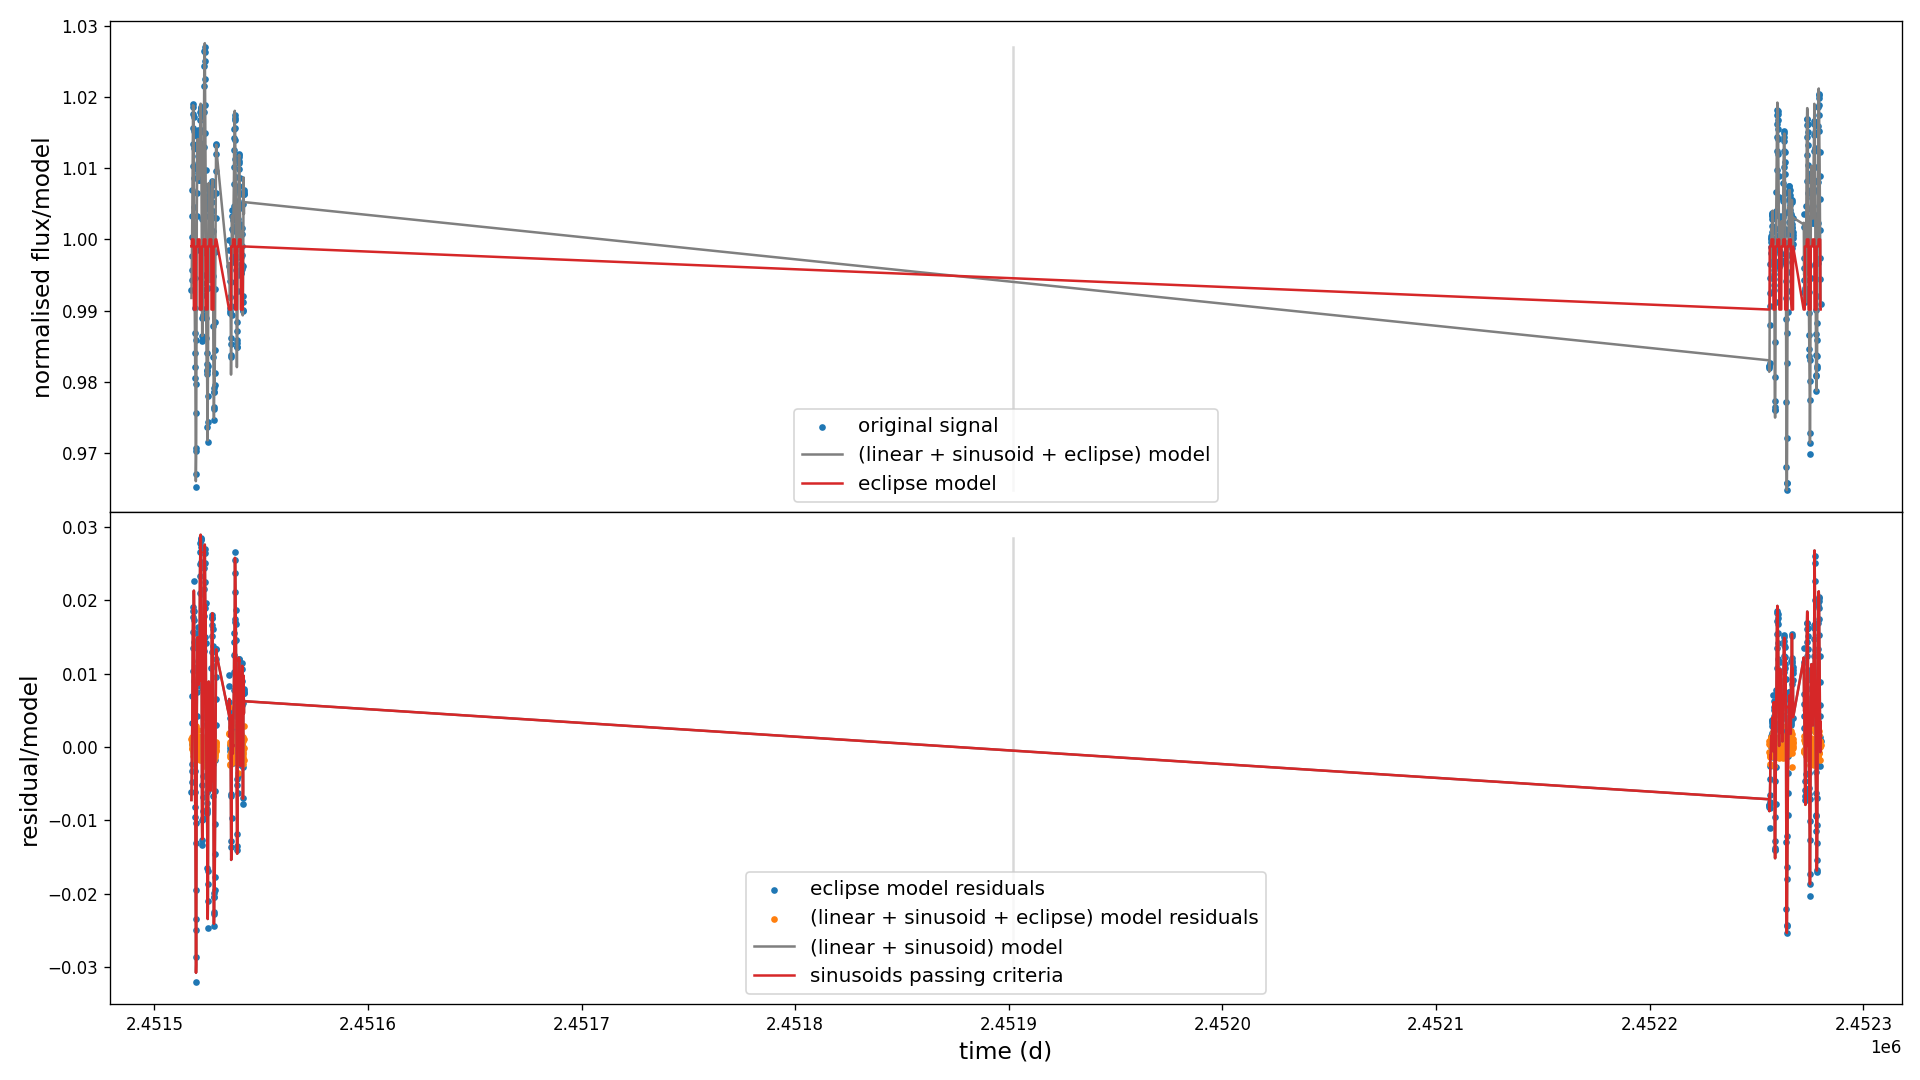 1.03
1.02
1.01
1.00
0.99
0.98
0.97
normalised flux/model
original signal
(linear + sinusoid + eclipse) model
eclipse model
0.03
0.02
0.01
0.00
−0.01
−0.02
−0.03
residual/model
eclipse model residuals
(linear + sinusoid + eclipse) model residuals
(linear + sinusoid) model
sinusoids passing criteria
2.4515 2.4516 2.4517 2.4518 2.4519 2.4520 2.4521 2.4522 2.4523
1e6
time (d)